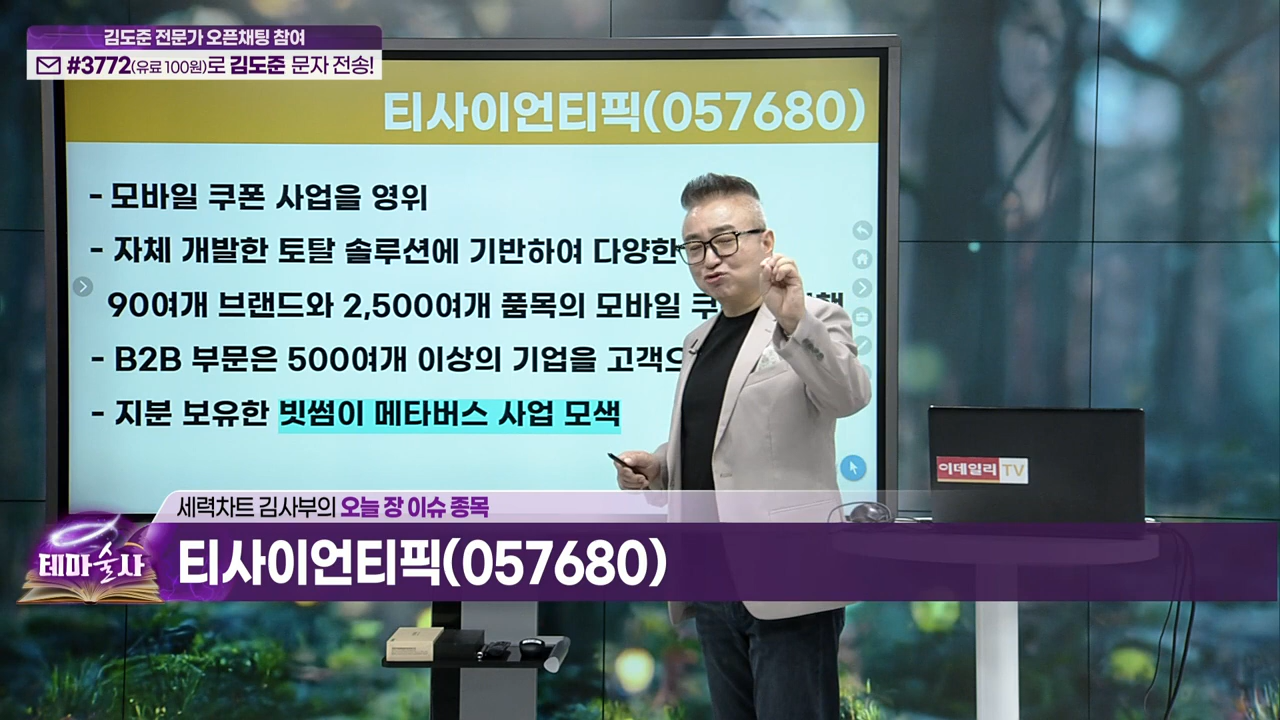 김도준 전문가 오픈채팅 참여
#3772(유료 100원)로 김도준 문자 전송!
티사이언티픽(057680)
- 모바일 쿠폰 사업을 영위
- 자체 개발한 토탈 솔루션에 기반하여 다양한
90여개 브랜드와 2,500여개 품목의 모바일
- B2B 부문은 500여개 이상의 기업을
- 지분 보유한 빗썸이 메타버스 사업 모색
이데일리 TV
세력차트 김사부의 오늘 장 이슈 종목
테마술사
티사이언티픽(057680)